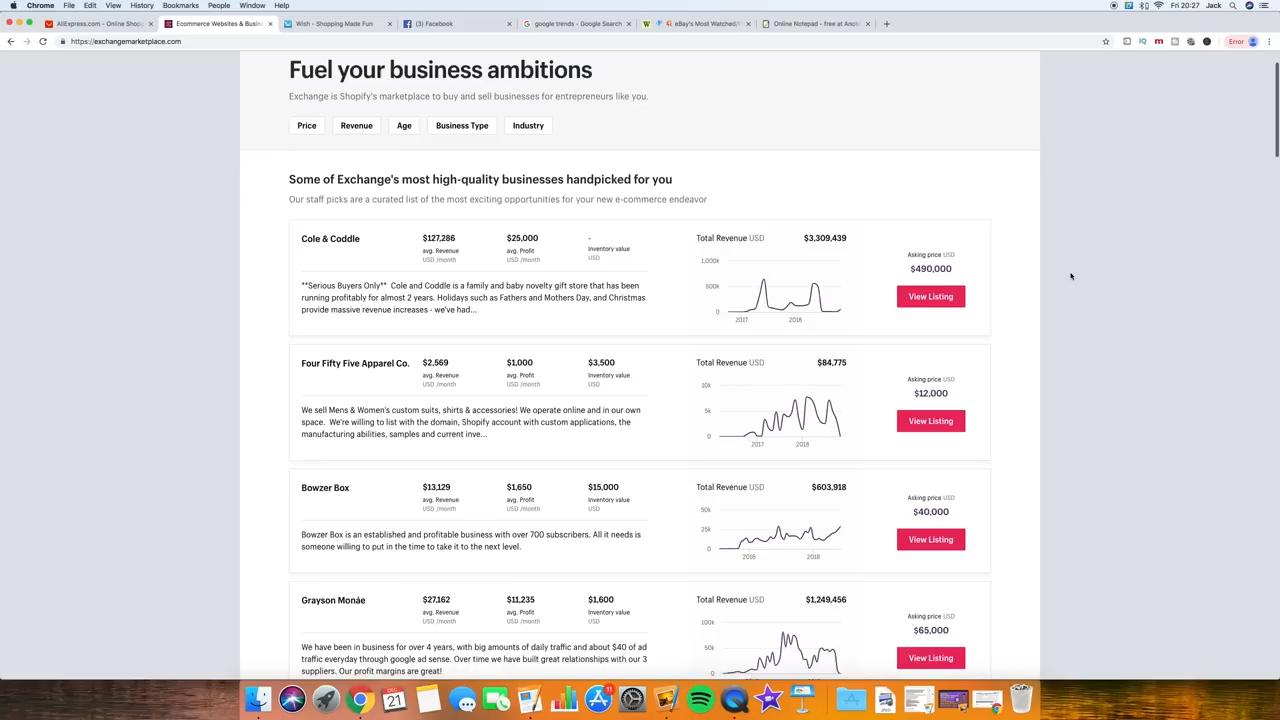 Chrome File Edit View History Bookmarks People Window Help Fri 20:27 Jack
AliExpress.com - Online Shopp Ecommerce Websites & Busin Wish - Shopping Made Fun (3) Facebook google trends - Google Search eBay's Most Watched/ Online Notepad - free at Anot
https://exchangemarketplace.com Error
Fuel your business ambitions
Exchange is Shopify's marketplace to buy and sell businesses for entrepreneurs like you.
Price Revenue Age Business Type Industry
Some of Exchange's most high-quality businesses handpicked for you
Our staff picks are a curated list of the most exciting opportunities for your new e-commerce endeavor
Cole & Coddle $127,286 $25,000 - Total Revenue USD $3,309,439
avg. Revenue avg. Profit Inventory value
USD /month USD /month USD
Asking price USD
$490,000
View Listing
**Serious Buyers Only** Cole and Coddle is a family and baby novelty gift store that has been
running profitably for almost 2 years. Holidays such as Fathers and Mothers Day, and Christmas
provide massive revenue increases - we've had...
1,000k
500k
0
2017 2018
Four Fifty Five Apparel Co. $2,569 $1,000 $3,500 Total Revenue USD $84,775
avg. Revenue avg. Profit Inventory value
USD /month USD /month USD
Asking price USD
$12,000
View Listing
We sell Mens & Women's custom suits, shirts & accessories! We operate online and in our own
space. We're willing to list with the domain, Shopify account with custom applications, the
manufacturing abilities, samples and current inve...
10k
5k
0
2017 2018
Bowzer Box $13,129 $1,650 $15,000 Total Revenue USD $603,918
avg. Revenue avg. Profit Inventory value
USD /month USD /month USD
Asking price USD
$40,000
View Listing
Bowzer Box is an established and profitable business with over 700 subscribers. All it needs is
someone willing to put in the time to take it to the next level.
50k
25k
0
2016 2018
Grayson Monáe $27,162 $11,235 $1,600 Total Revenue USD $1,249,456
avg. Revenue avg. Profit Inventory value
USD /month USD /month USD
Asking price USD
$65,000
View Listing
We have been in business for over 4 years, with big amounts of daily traffic and about $40 of ad
traffic everyday through google ad sense. Over time we have built great relationships with our 3
suppliers. Our profit margins are great!
100k
50k
0
DEC
21
11